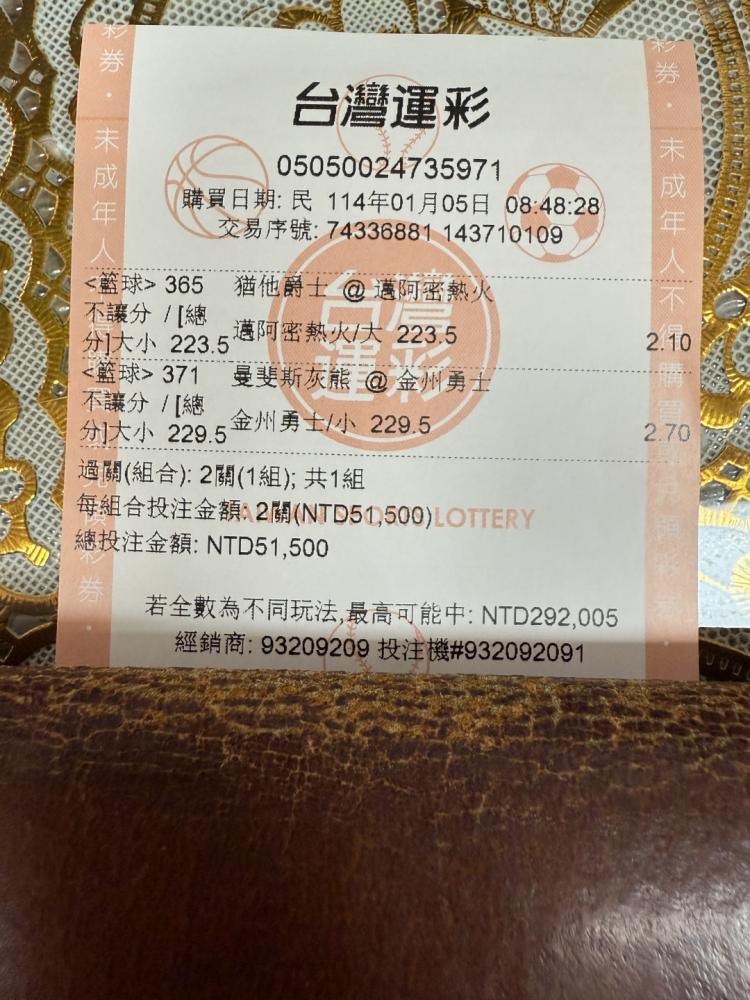 台灣運彩
05050024735971
購買日期: 民 114年01月05日 08:48:28
交易序號: 74336881 143710109
<籃球> 365 猶他爵士 @ 邁阿密熱火
不讓分 / [總
分]大小 223.5 邁阿密熱火/大 223.5 2.10
<籃球> 371 曼斐斯灰熊 @ 金州勇士
不讓分 / [總
分]大小 229.5 金州勇士/小 229.5 2.70
過關(組合): 2關(1組); 共1組
每組合投注金額: 2關(NTD51,500)
總投注金額: NTD51,500
若全數為不同玩法,最高可能中: NTD292,005
經銷商: 93209209 投注機#932092091
台灣
運彩
TAIWAN SPORTS LOTTERY
彩券・未成年人
彩券・未成年人不得購買